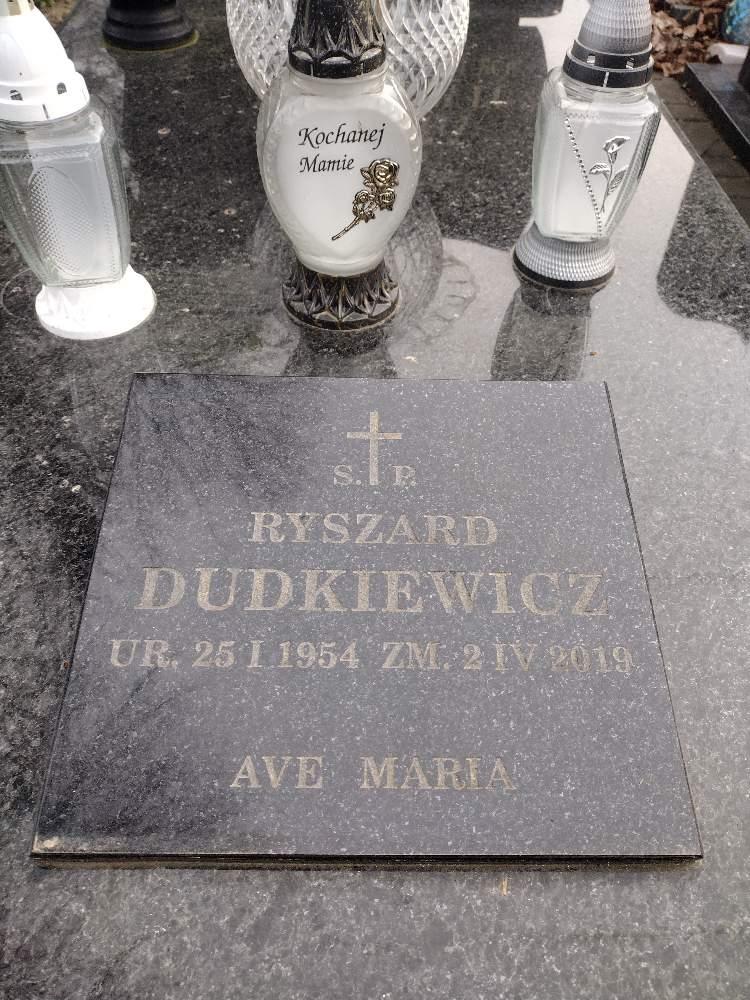 Kochanej
Mamie
S. P.
RYSZARD
DUDKIEWICZ
UR. 25 I 1954 ZM. 2 IV 2019
AVE MARIA